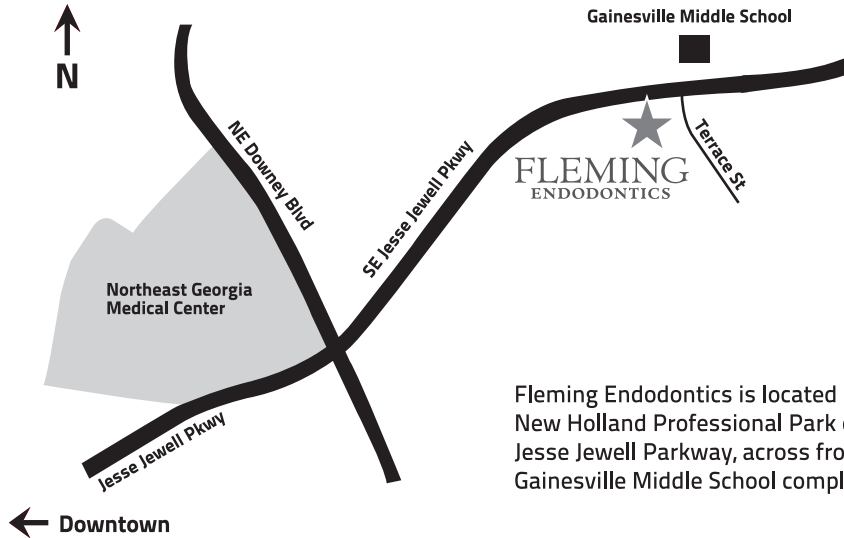 Gainesville Middle School
N
NE Downey Blvd
SE Jesse Jewell Pkwy
Terrace St
FLEMING
ENDODONTICS
Northeast Georgia
Medical Center
Jesse Jewell Pkwy
Fleming Endodontics is located
New Holland Professional Park
Jesse Jewell Parkway, across
Gainesville Middle School
Downtown